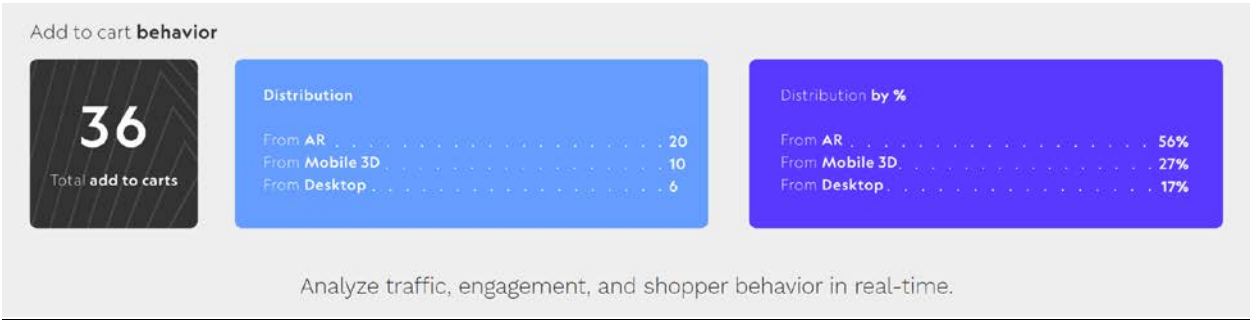 Add to cart behavior
36
Total add to carts
Distribution
From AR . . . . . . . . . . . . . . . . . . . 20
From Mobile 3D . . . . . . . . . . . . . . . . 10
From Desktop . . . . . . . . . . . . . . . . . 6
Distribution by %
From AR . . . . . . . . . . . . . . . . . . . 56%
From Mobile 3D . . . . . . . . . . . . . . . . 27%
From Desktop . . . . . . . . . . . . . . . . . 17%
Analyze traffic, engagement, and shopper behavior in real-time.